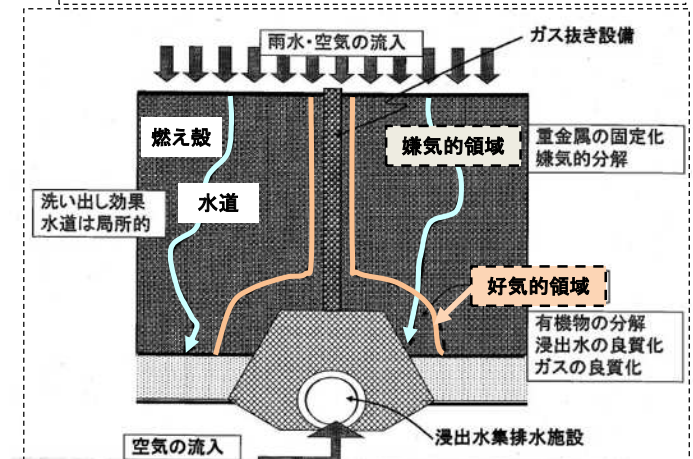 雨水・空気の流入
ガス抜き設備
燃え殻
嫌気的領域
重金属の固定化
嫌気的分解
洗い出し効果
水道は局所的
水道
好気的領域
有機物の分解
浸出水の良質化
ガスの良質化
浸出水集排水施設
空気の流入